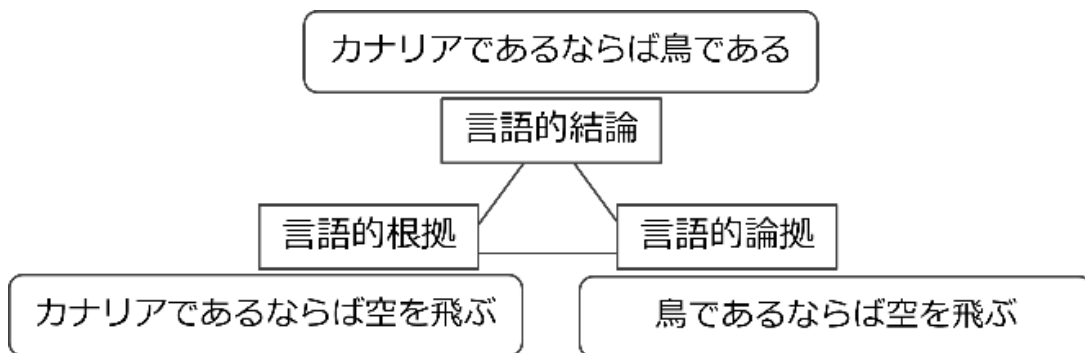 カナリアであるならば鳥である
言語的結論
言語的根拠
言語的論拠
カナリアであるならば空を飛ぶ
鳥であるならば空を飛ぶ